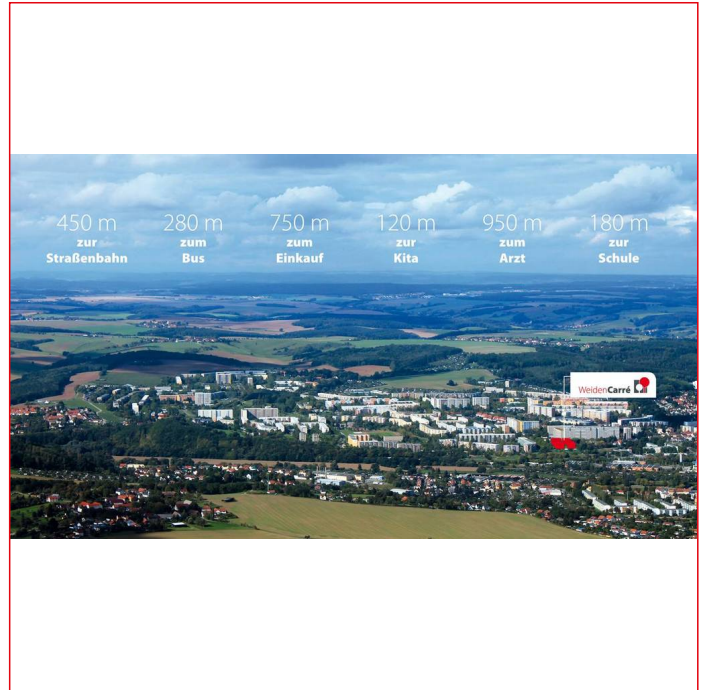 450 m
zur
Straßenbahn
280 m
zum
Bus
750 m
zum
Einkauf
120 m
zur
Kita
950 m
zum
Arzt
180 m
zur
Schule
WeidenCarré